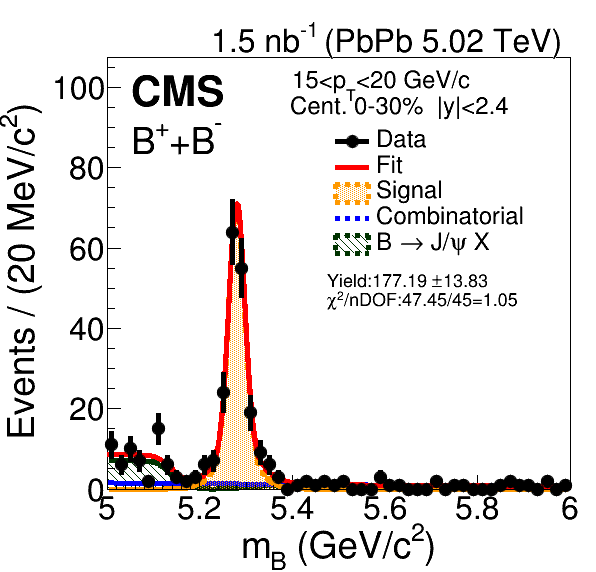 1.5 nb⁻¹ (PbPb 5.02 TeV)
CMS
B⁺+B⁻
15<p_T<20 GeV/c
Cent. 0-30% |y|<2.4
Data
Fit
Signal
Combinatorial
B → J/ψ X
Yield:177.19 ±13.83
χ²/nDOF:47.45/45=1.05
Events / (20 MeV/c²)
100
80
60
40
20
0
5 5.2 5.4 5.6 5.8 6
m_B (GeV/c²)